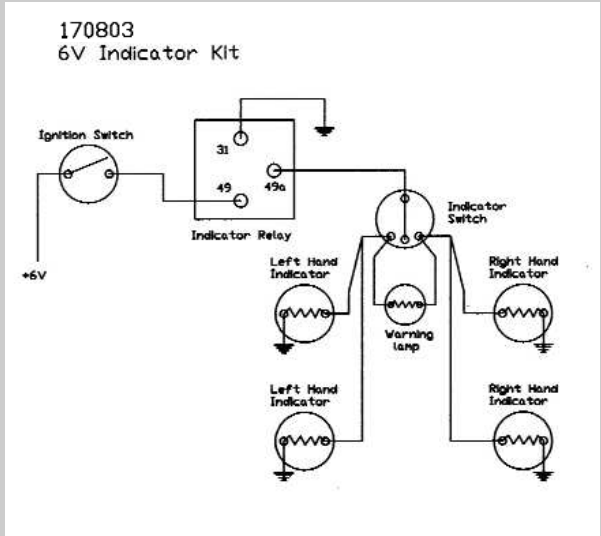 170803
6V Indicator Kit
Ignition Switch
31
49
49a
Indicator Relay
Indicator
Switch
+6V
Left Hand
Indicator
Right Hand
Indicator
Warning
lamp
Left Hand
Indicator
Right Hand
Indicator